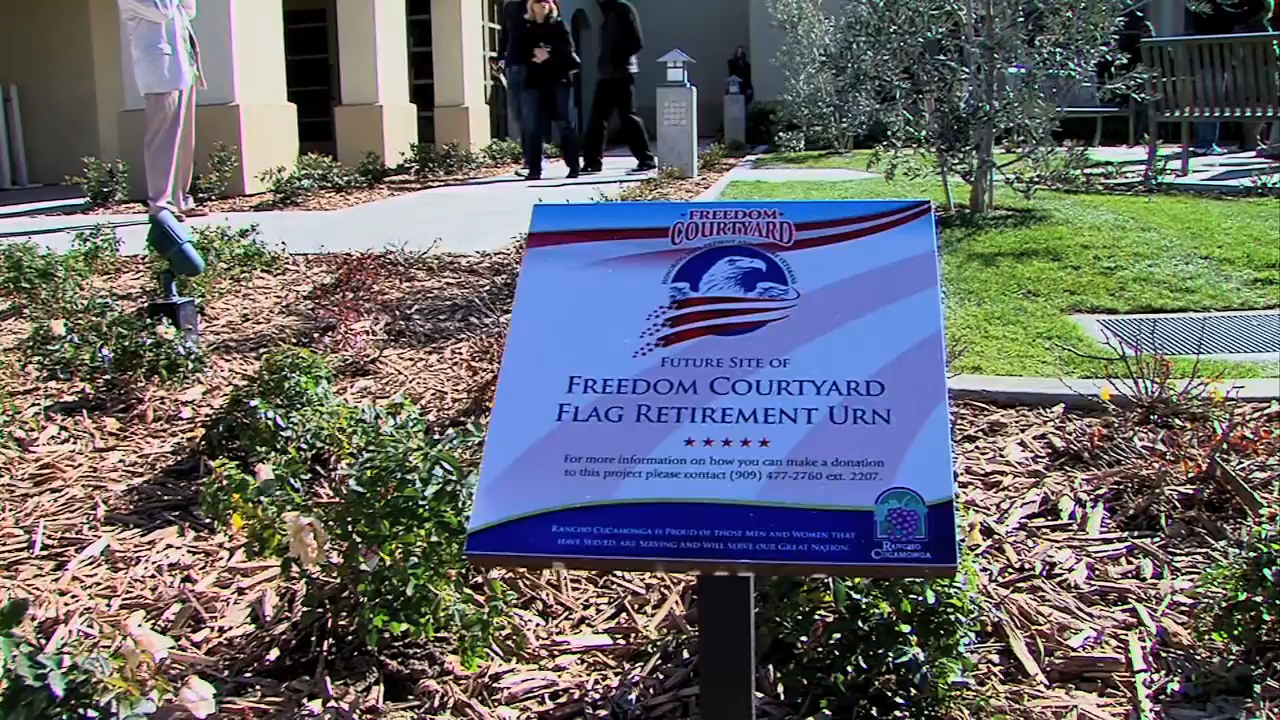 FREEDOM
COURTYARD
FUTURE SITE OF
FREEDOM COURTYARD
FLAG RETIREMENT URN
For more information on how you can make a donation
to this project please contact (909) 477-2760 ext. 2207.
RANCHO CUCAMONGA IS PROUD OF THOSE MEN AND WOMEN THAT
HAVE SERVED, ARE SERVING AND WILL SERVE OUR GREAT NATION.
RANCHO
CUCAMONGA